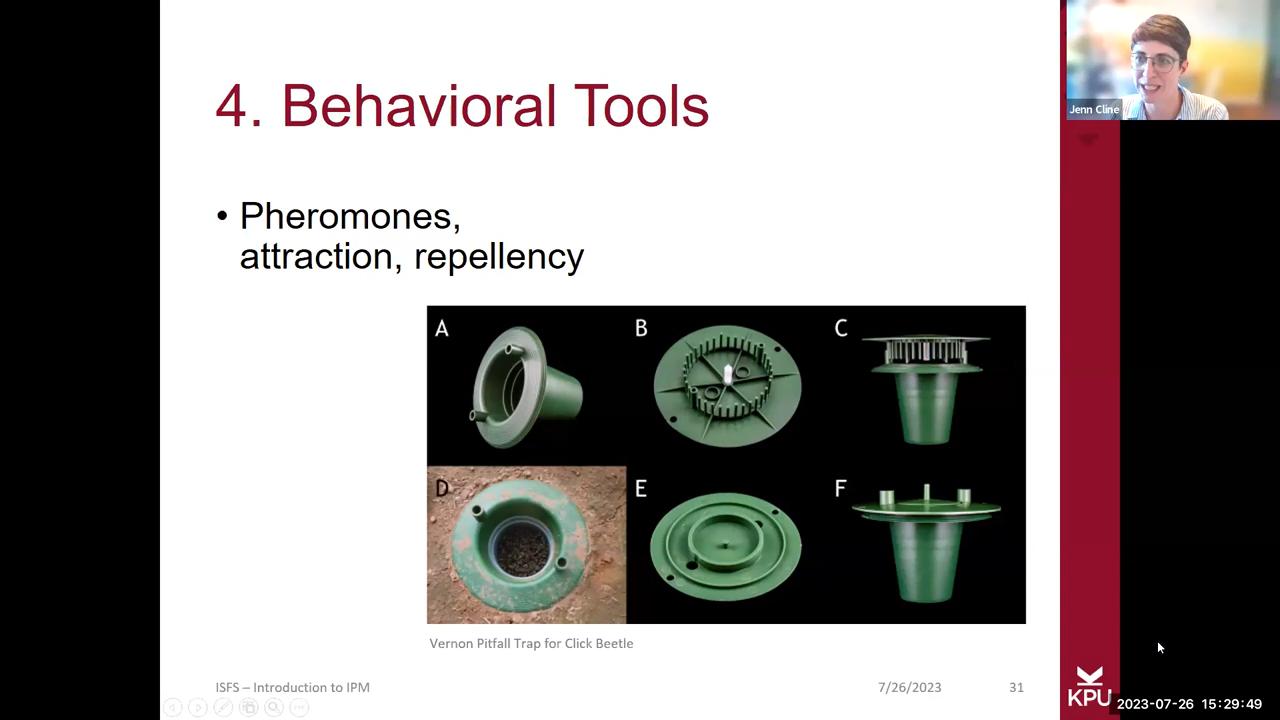 4. Behavioral Tools
Jenn Cline
• Pheromones,
attraction, repellency
A
B
C
D
E
F
Vernon Pitfall Trap for Click Beetle
ISFS – Introduction to IPM
7/26/2023
31
KPU
2023-07-26 15:29:49